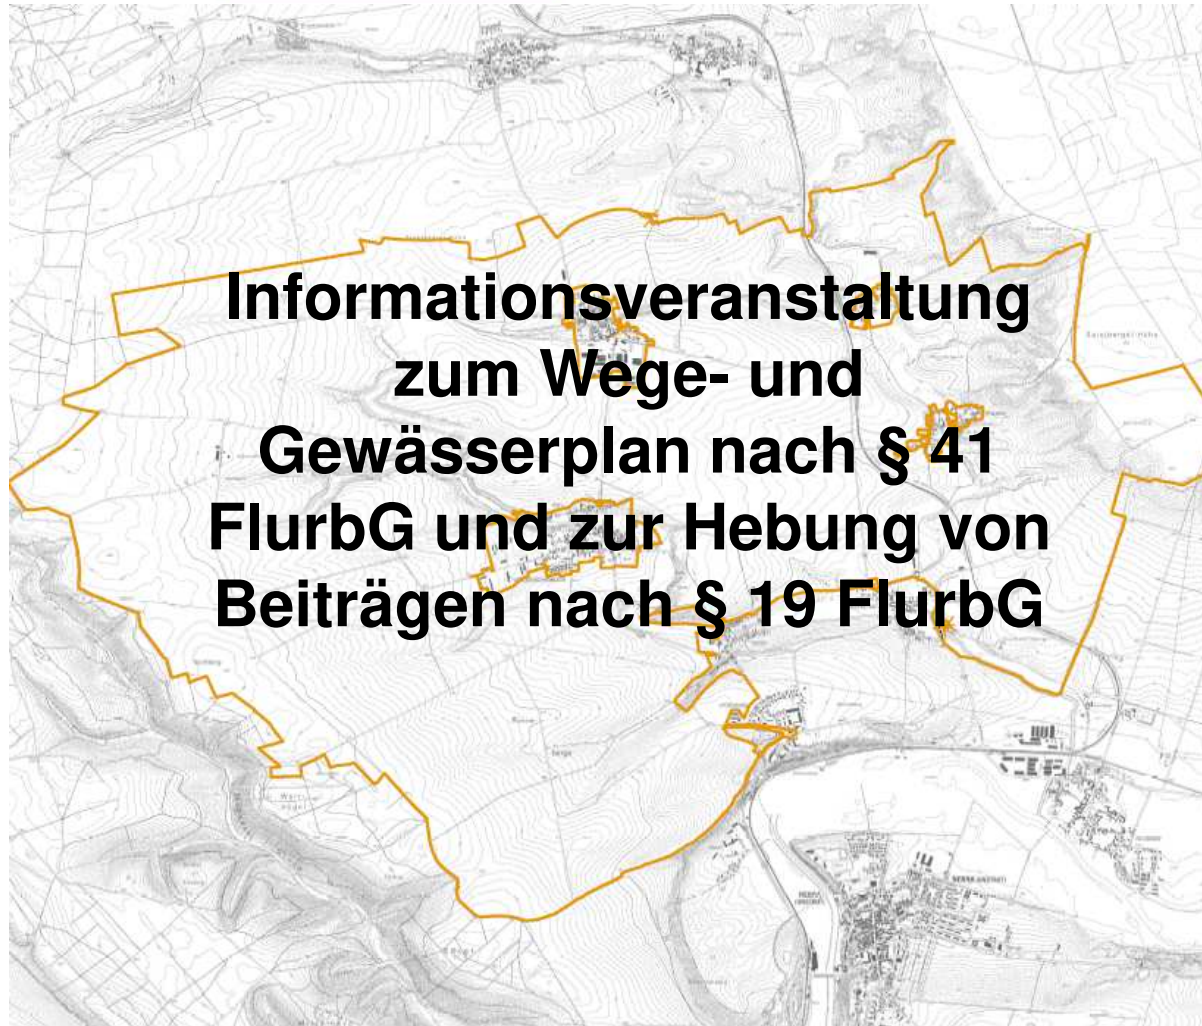 Informationsveranstaltung
zum Wege- und
Gewässerplan nach § 41
FlurbG und zur Hebung von
Beiträgen nach § 19 FlurbG